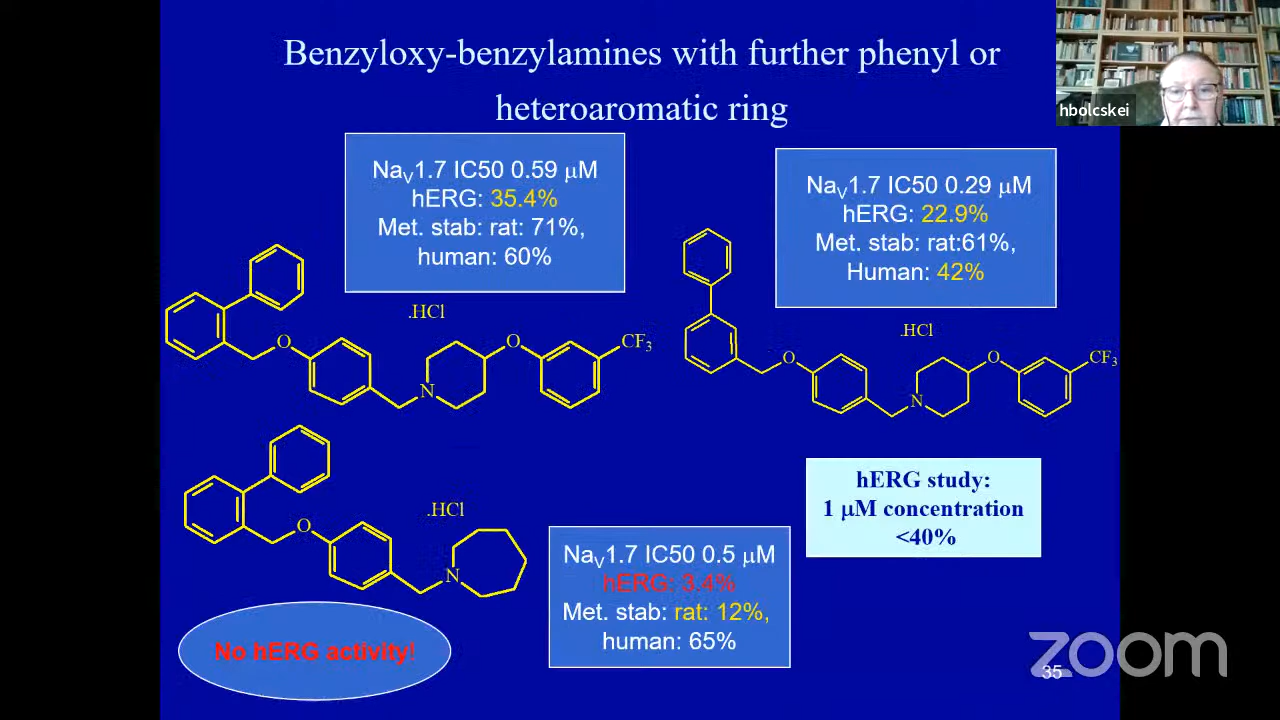 Benzyloxy-benzylamines with further phenyl or
heteroaromatic ring
hbolcskei
NaV1.7 IC50 0.59 μM
hERG: 35.4%
Met. stab: rat: 71%,
human: 60%
NaV1.7 IC50 0.29 μM
hERG: 22.9%
Met. stab: rat:61%,
Human: 42%
.HCl
O
N
O
CF3
.HCl
O
N
O
CF3
.HCl
O
N
NaV1.7 IC50 0.5 μM
hERG: 3.4%
Met. stab: rat: 12%,
human: 65%
hERG study:
1 μM concentration
<40%
No hERG activity!
zoom
35